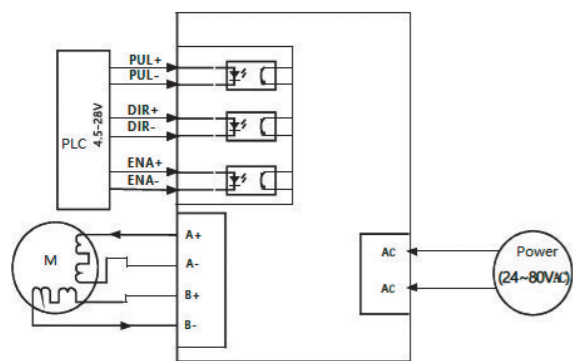 PUL+
PUL-
DIR+
DIR-
ENA+
ENA-
PLC
4.5-28V
M
A+
A-
B+
B-
AC
AC
Power
(24~80VAC)